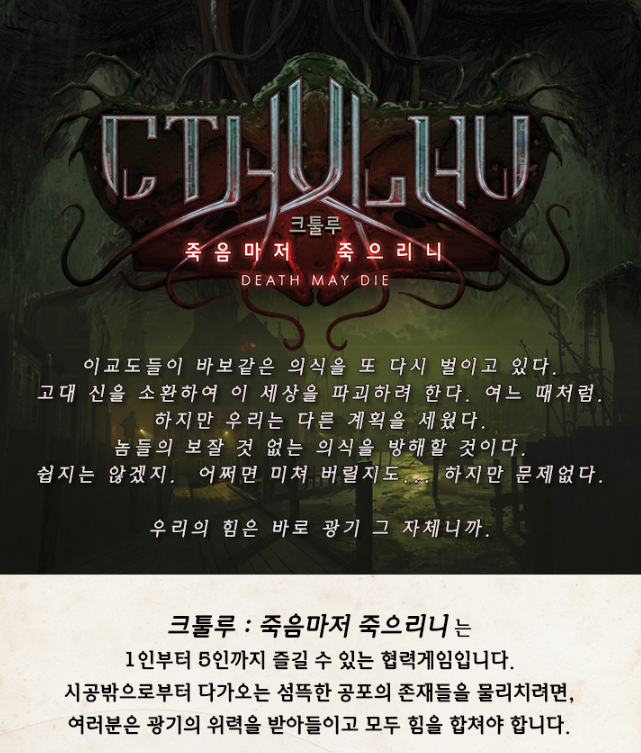 CTHULHU
크툴루
죽음마저 죽으리니
DEATH MAY DIE
이교도들이 바보같은 의식을 또 다시 벌이고 있다.
고대 신을 소환하여 이 세상을 파괴하려 한다. 여느 때처럼.
하지만 우리는 다른 계획을 세웠다.
놈들의 보잘 것 없는 의식을 방해할 것이다.
쉽지는 않겠지. 어쩌면 미쳐 버릴지도... 하지만 문제없다.
우리의 힘은 바로 광기 그 자체니까.
크툴루 : 죽음마저 죽으리니는
1인부터 5인까지 즐길 수 있는 협력게임입니다.
시공밖으로부터 다가오는 섬뜩한 공포의 존재들을 물리치려면,
여러분은 광기의 위력을 받아들이고 모두 힘을 합쳐야 합니다.